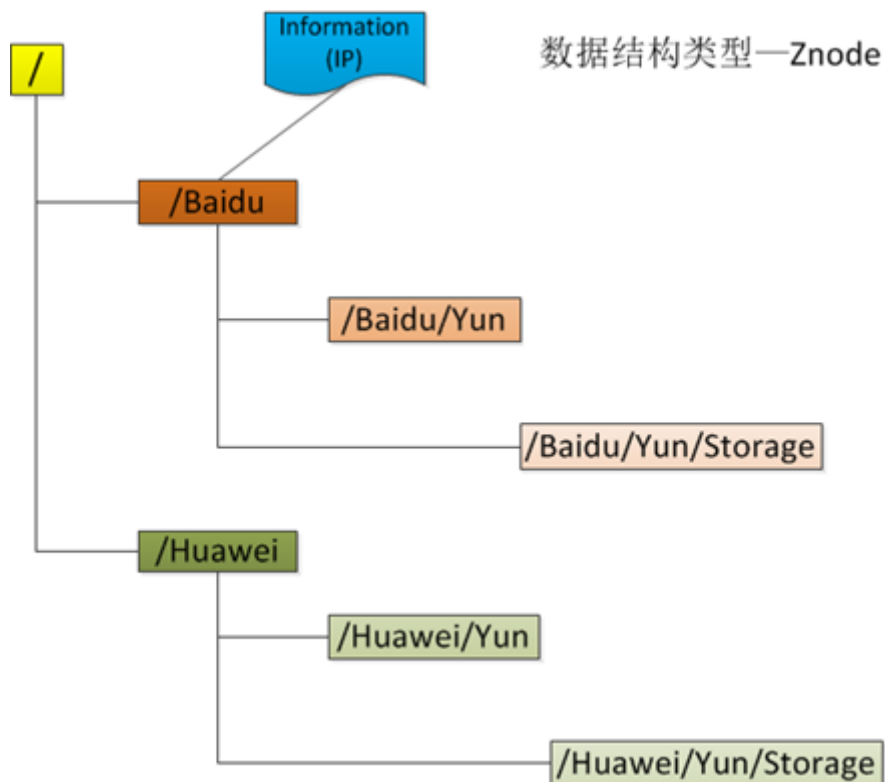 Information
(IP)
数据结构类型—Znode
/
/Baidu
/Baidu/Yun
/Baidu/Yun/Storage
/Huawei
/Huawei/Yun
/Huawei/Yun/Storage